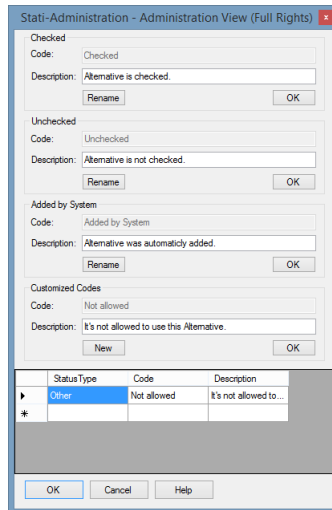 Stati-Administration - Administration View (Full Rights) x
Checked
Code: Checked
Description: Alternative is checked.
Rename OK
Unchecked
Code: Unchecked
Description: Alternative is not checked.
Rename OK
Added by System
Code: Added by System
Description: Alternative was automaticly added.
Rename OK
Customized Codes
Code: Not allowed
Description: It's not allowed to use this Alternative.
New OK
StatusType Code Description
Other Not allowed It's not allowed to...
OK Cancel Help